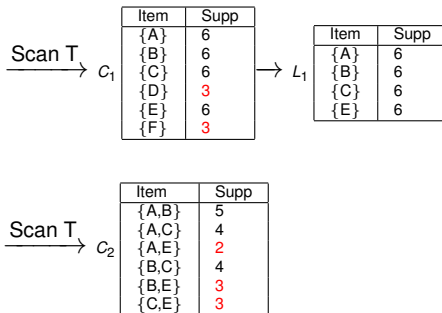 Item Supp
{A} 6
{B} 6
Scan T C1 {C} 6
{D} 3
{E} 6
{F} 3
L1 Item Supp
{A} 6
{B} 6
{C} 6
{E} 6
Item Supp
{A,B} 5
{A,C} 4
Scan T C2 {A,E} 2
{B,C} 4
{B,E} 3
{C,E} 3